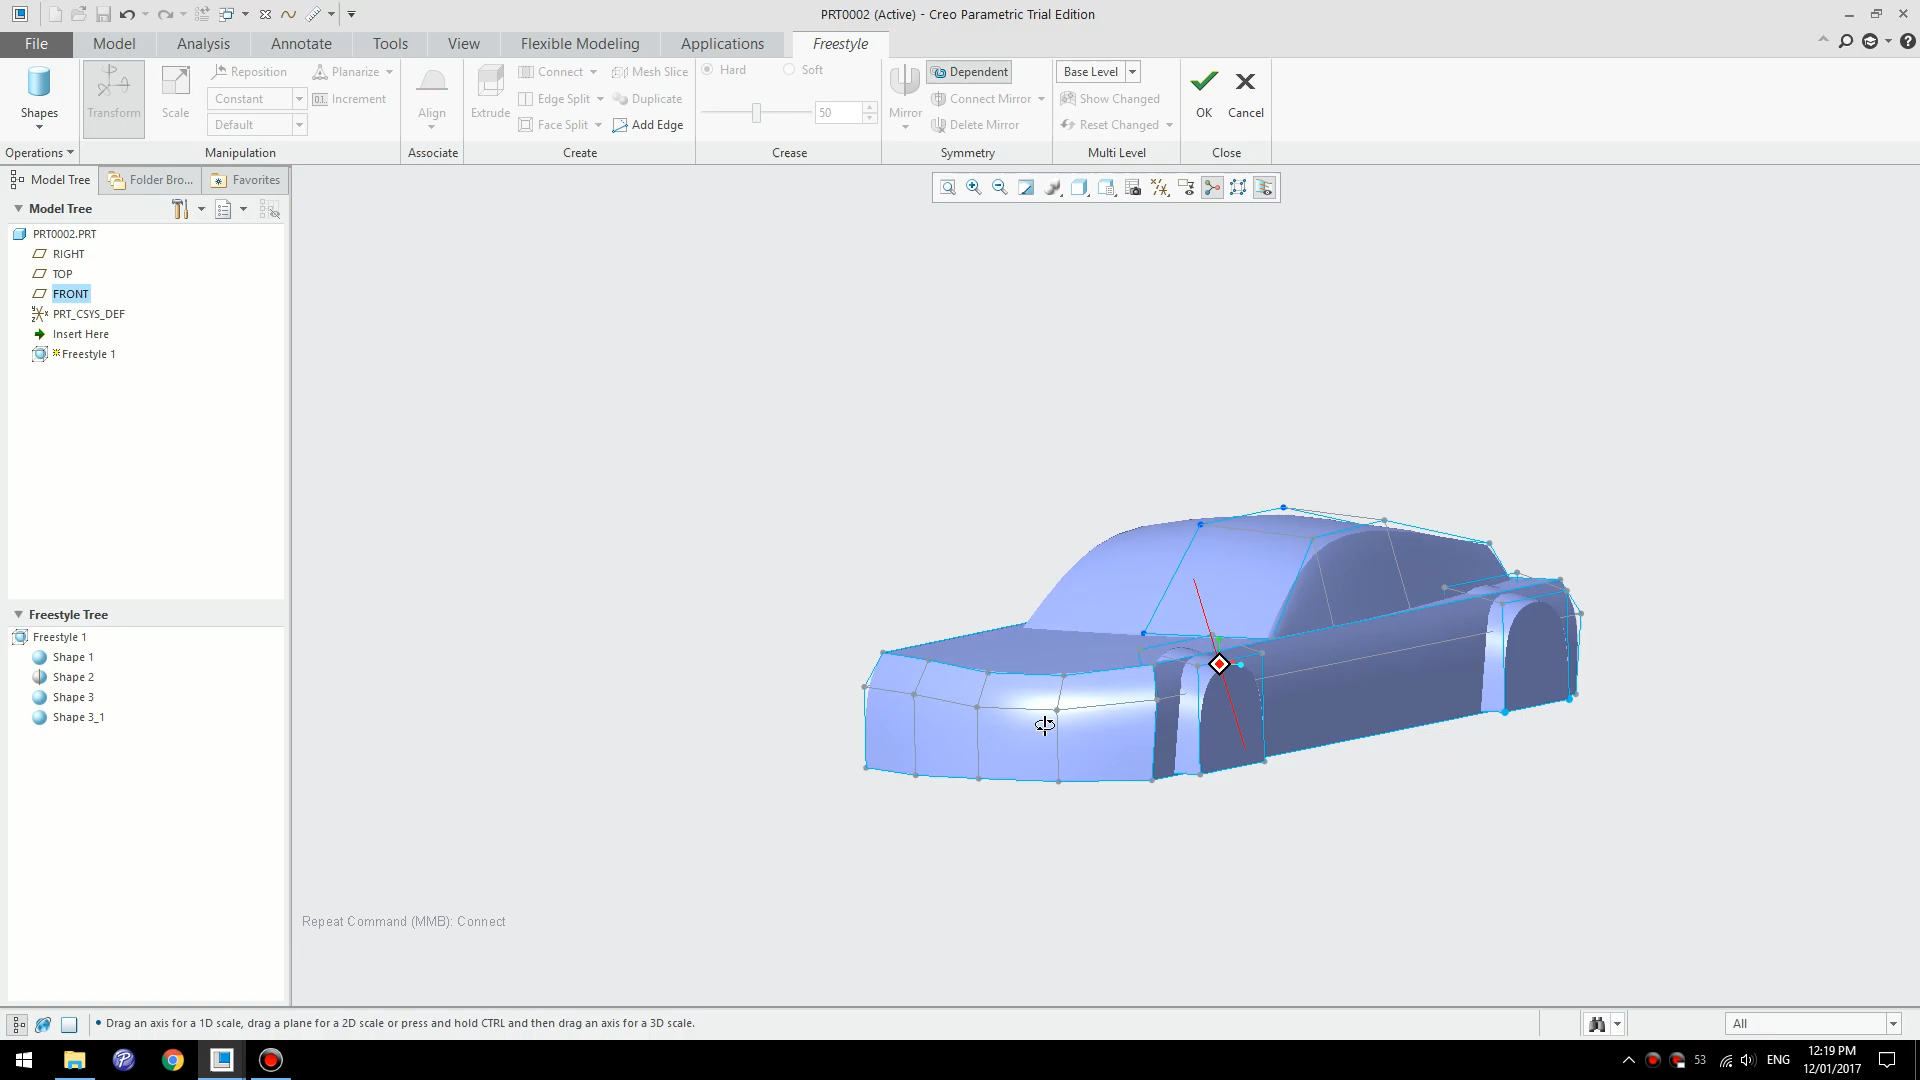 PRT0002 (Active) - Creo Parametric Trial Edition
File Model Analysis Annotate Tools View Flexible Modeling Applications Freestyle
Shapes
Operations
Transform
Scale
Reposition
Constant
Default
Planarize
Increment
Manipulation
Align
Associate
Extrude
Connect
Edge Split
Face Split
Mesh Slice
Duplicate
Add Edge
Create
Hard
Soft
50
Crease
Mirror
Dependent
Connect Mirror
Delete Mirror
Symmetry
Base Level
Show Changed
Reset Changed
Multi Level
OK
Cancel
Close
Model Tree
Folder Bro...
Favorites
Model Tree
PRT0002.PRT
RIGHT
TOP
FRONT
PRT_CSYS_DEF
Insert Here
Freestyle 1
Freestyle Tree
Freestyle 1
Shape 1
Shape 2
Shape 3
Shape 3_1
Repeat Command (MMB): Connect
• Drag an axis for a 1D scale, drag a plane for a 2D scale or press and hold CTRL and then drag an axis for a 3D scale.
All
53
ENG
12:19 PM
12/01/2017